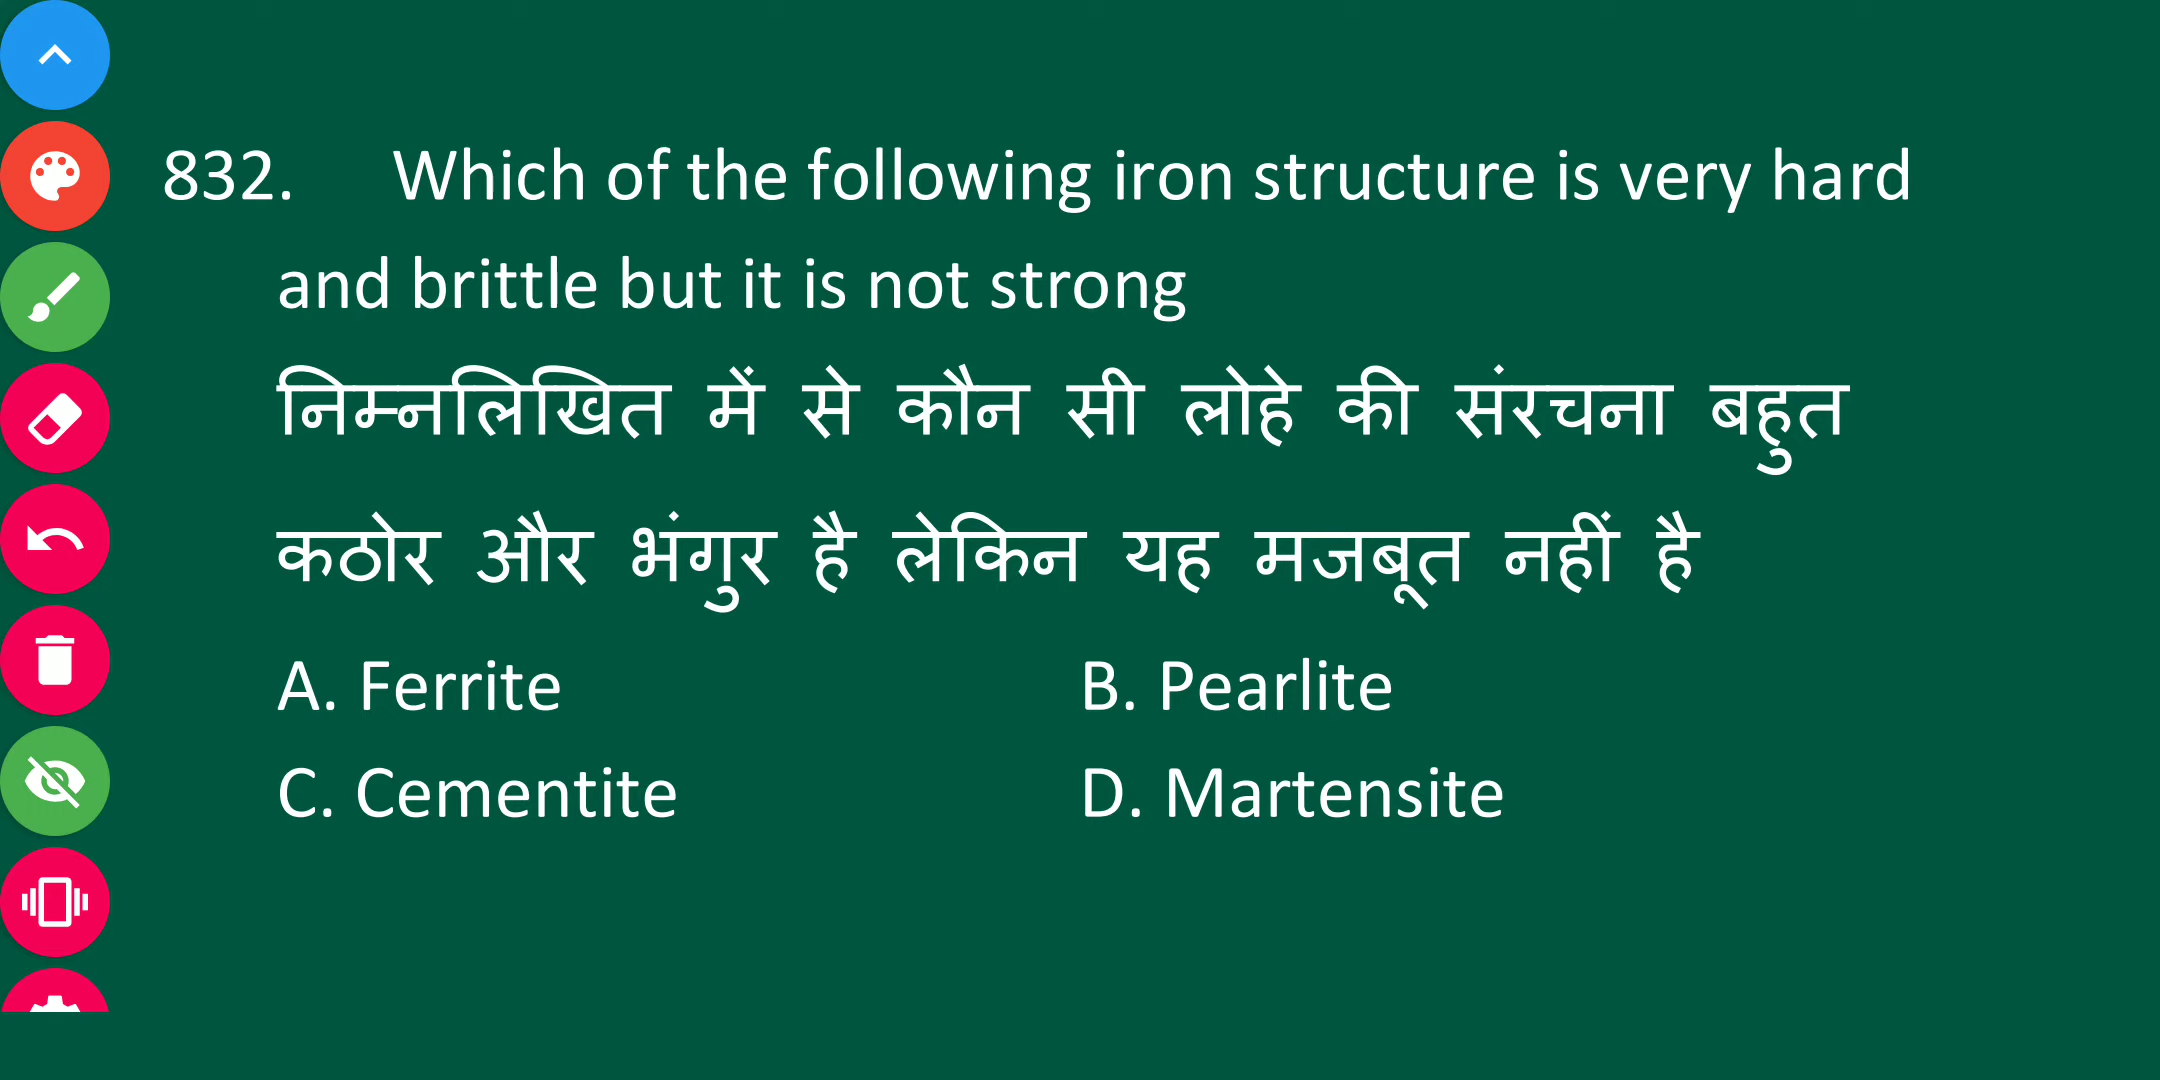 832. Which of the following iron structure is very hard
and brittle but it is not strong
निम्नलिखित में से कौन सी लोहे की संरचना बहुत
कठोर और भंगुर है लेकिन यह मजबूत नहीं है
A. Ferrite B. Pearlite
C. Cementite D. Martensite